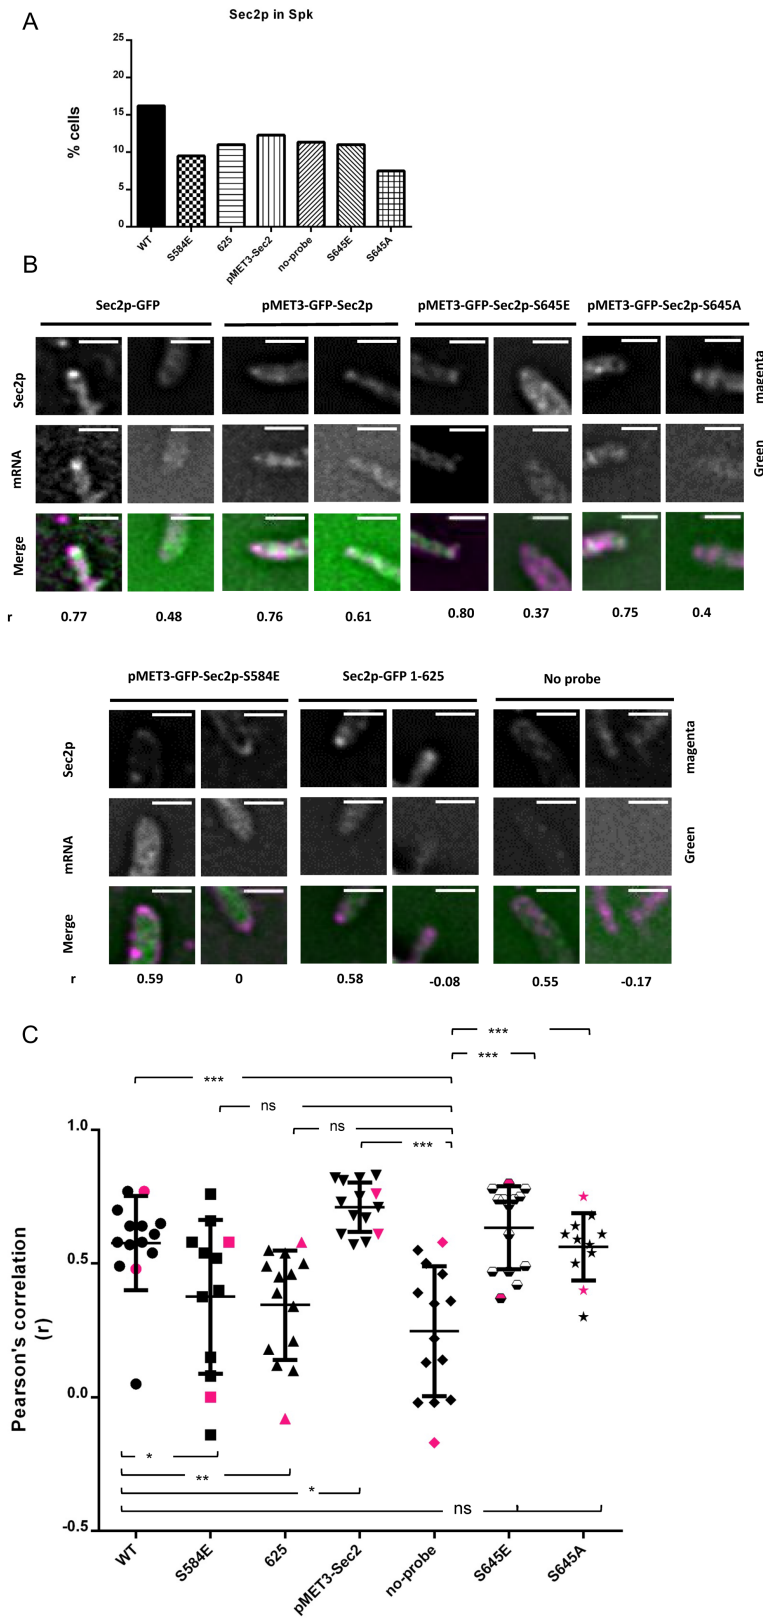 A
Sec2p in Spk
25
20
15
10
5
0
% cells
WT
S584E
625
pMET3-Sec2
no-probe
S645E
S645A
B
Sec2p-GFP
pMET3-GFP-Sec2p
pMET3-GFP-Sec2p-S645E
pMET3-GFP-Sec2p-S645A
Sec2p
magenta
mRNA
Green
Merge
r
0.77
0.48
0.76
0.61
0.80
0.37
0.75
0.4
pMET3-GFP-Sec2p-S584E
Sec2p-GFP 1-625
No probe
Sec2p
magenta
mRNA
Green
Merge
r
0.59
0
0.58
-0.08
0.55
-0.17
C
***
***
***
ns
ns
***
1.0
0.5
0.0
-0.5
Pearson's correlation
(r)
*
**
*
ns
WT
S584E
625
pMET3-Sec2
no-probe
S645E
S645A